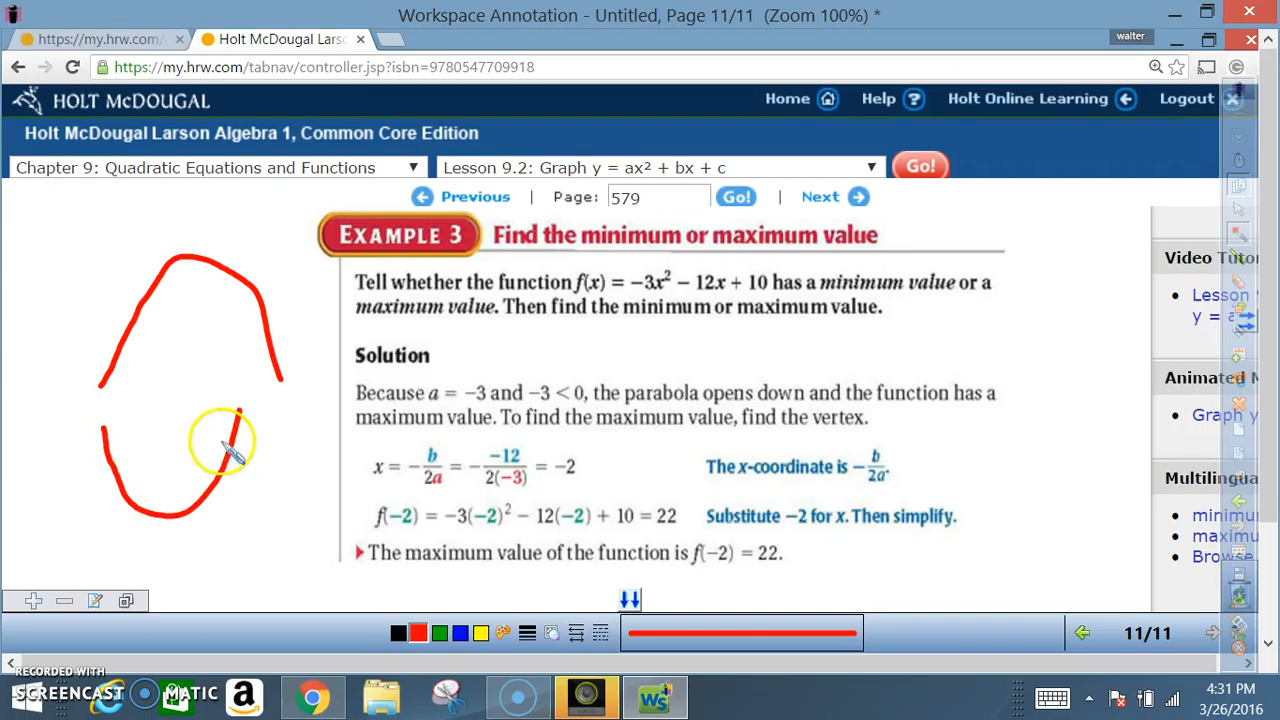 Workspace Annotation - Untitled, Page 11/11 (Zoom 100%) *
https://my.hrw.com/
Holt McDougal Lars
walter
https://my.hrw.com/tabnav/controller.jsp?isbn=9780547709918
HOLT McDOUGAL
Home
Help ?
Holt Online Learning
Logout
Holt McDougal Larson Algebra 1, Common Core Edition
Chapter 9: Quadratic Equations and Functions
Lesson 9.2: Graph y = ax² + bx + c
Go!
Previous | Page: 579 Go! | Next
EXAMPLE 3 Find the minimum or maximum value
Tell whether the function f(x) = −3x² − 12x + 10 has a minimum value or a
maximum value. Then find the minimum or maximum value.
Solution
Because a = −3 and −3 < 0, the parabola opens down and the function has a
maximum value. To find the maximum value, find the vertex.
x = − b/2a = − −12/2(−3) = −2 The x-coordinate is − b/2a.
f(−2) = −3(−2)² − 12(−2) + 10 = 22 Substitute −2 for x. Then simplify.
The maximum value of the function is f(−2) = 22.
Video Tuto
Lesson 9
y = a
Animated M
Graph y
Multilingua
minimu
maximu
Browse
11/11
RECORDED WITH
SCREENCAST MATIC
WS
4:31 PM
3/26/2016